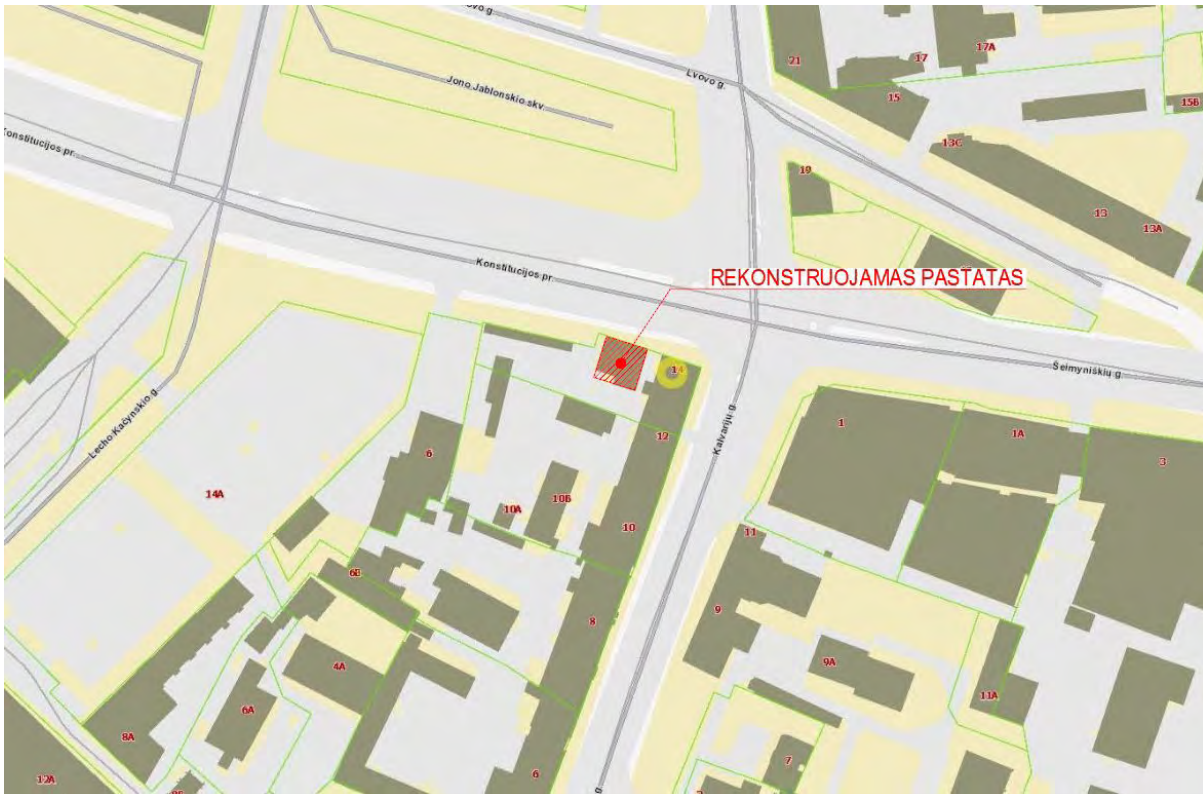 ovo g.
Lvovo g.
Jono Jablonskio skv.
21
17
17A
15
15B
13C
13
13A
19
Konstitucijos pr.
Konstitucijos pr.
REKONSTRUOJAMAS PASTATAS
Šeimyniškių g.
Lecho Kačynskio g.
Kalvarijų g.
14
12
1
1A
3
6
14A
10A
10B
10
11
6B
8
9
4A
9A
6A
11A
8A
12A
6
7
g.